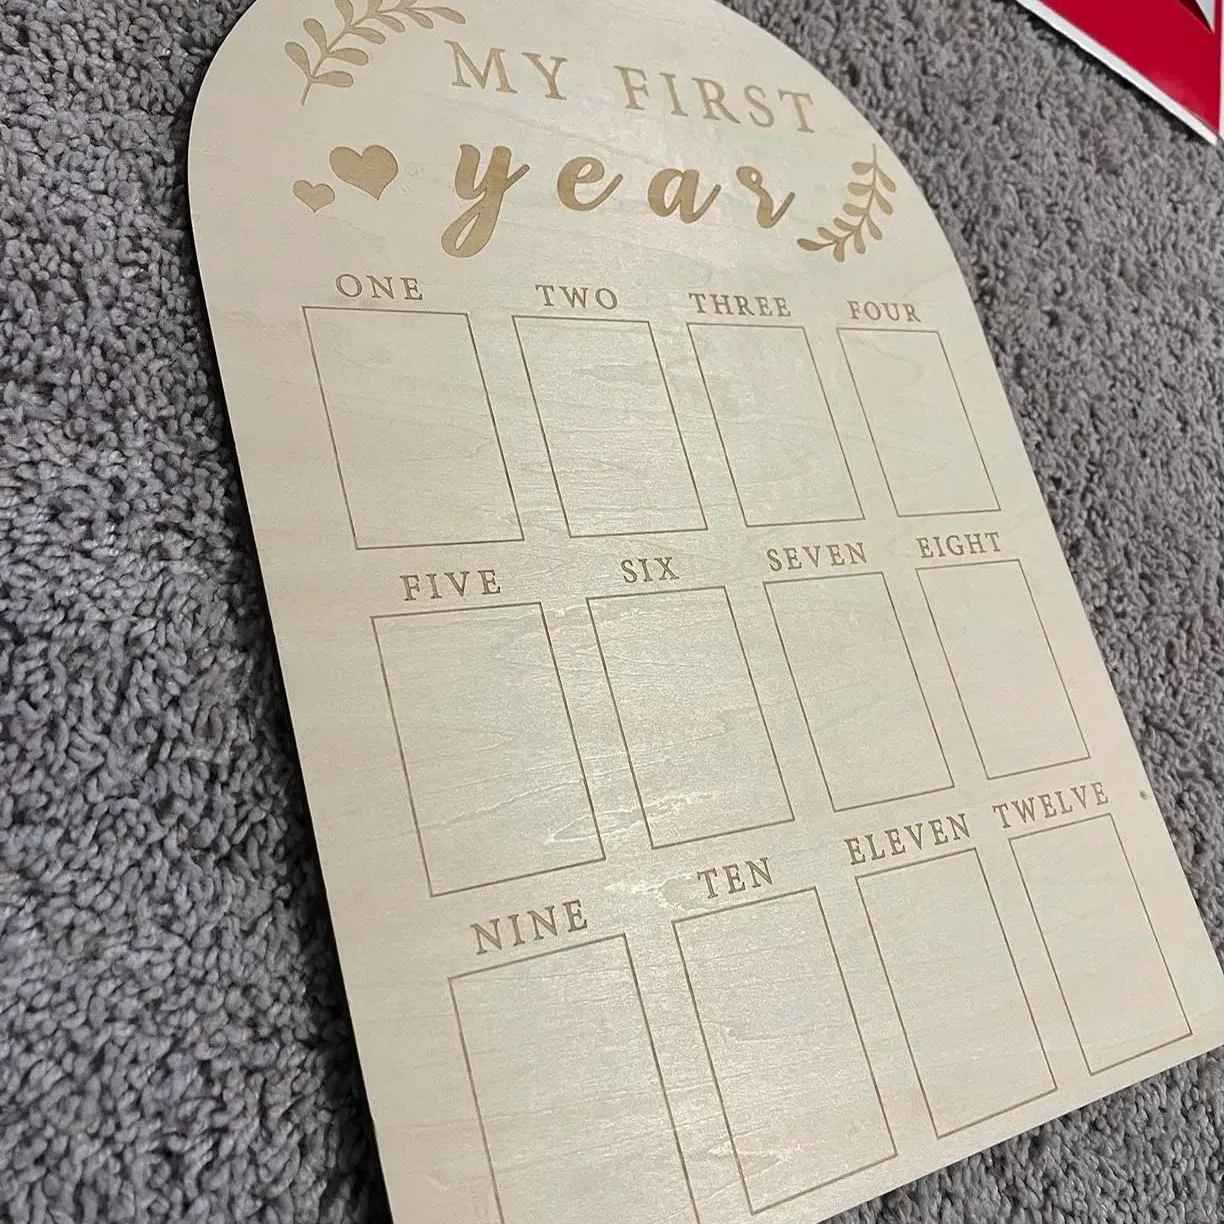 MY FIRST
year
ONE TWO THREE FOUR
FIVE SIX SEVEN EIGHT
NINE TEN ELEVEN TWELVE